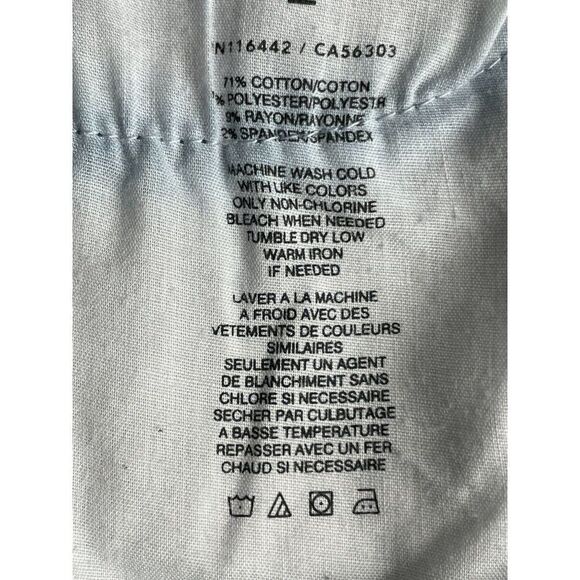 RN116442 / CA56303
71% COTTON/COTON
% POLYESTER/POLYESTR
9% RAYON/RAYONNE
2% SPANDEX/SPANDEX
MACHINE WASH COLD
WITH LIKE COLORS
ONLY NON-CHLORINE
BLEACH WHEN NEEDED
TUMBLE DRY LOW
WARM IRON
IF NEEDED
LAVER A LA MACHINE
A FROID AVEC DES
VETEMENTS DE COULEURS
SIMILAIRES
SEULEMENT UN AGENT
DE BLANCHIMENT SANS
CHLORE SI NECESSAIRE
SECHER PAR CULBUTAGE
A BASSE TEMPERATURE
REPASSER AVEC UN FER
CHAUD SI NECESSAIRE